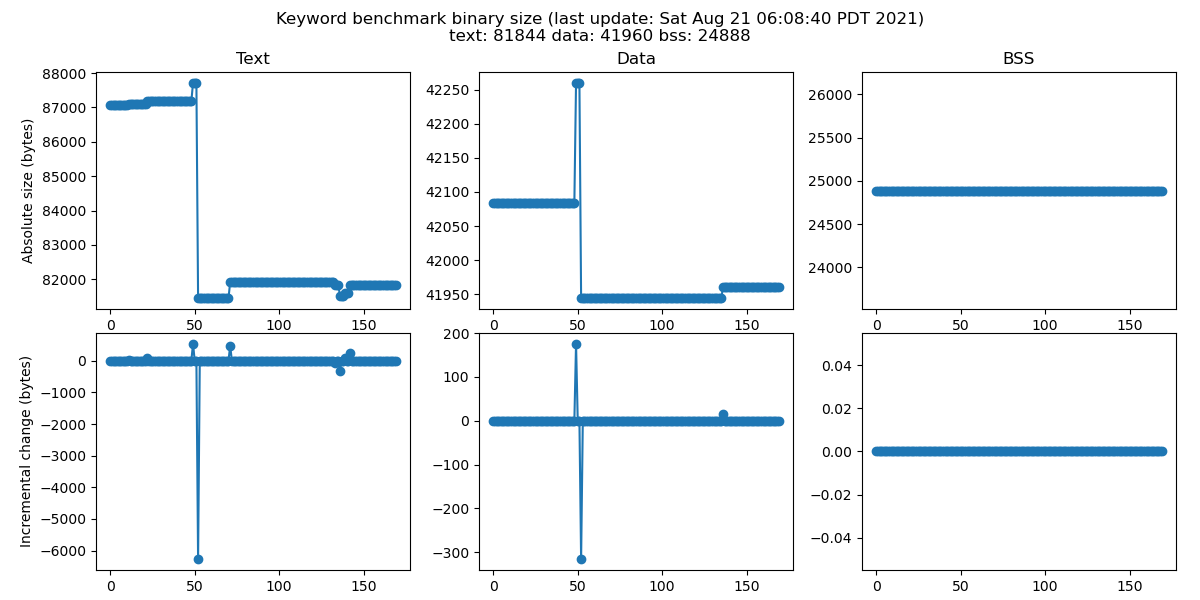 Keyword benchmark binary size (last update: Sat Aug 21 06:08:40 PDT 2021)
text: 81844 data: 41960 bss: 24888
Text
Absolute size (bytes)
88000
87000
86000
85000
84000
83000
82000
0 50 100 150
Data
42250
42200
42150
42100
42050
42000
41950
0 50 100 150
BSS
26000
25500
25000
24500
24000
0 50 100 150
Incremental change (bytes)
0
−1000
−2000
−3000
−4000
−5000
−6000
0 50 100 150
200
100
0
−100
−200
−300
0 50 100 150
0.04
0.02
0.00
−0.02
−0.04
0 50 100 150